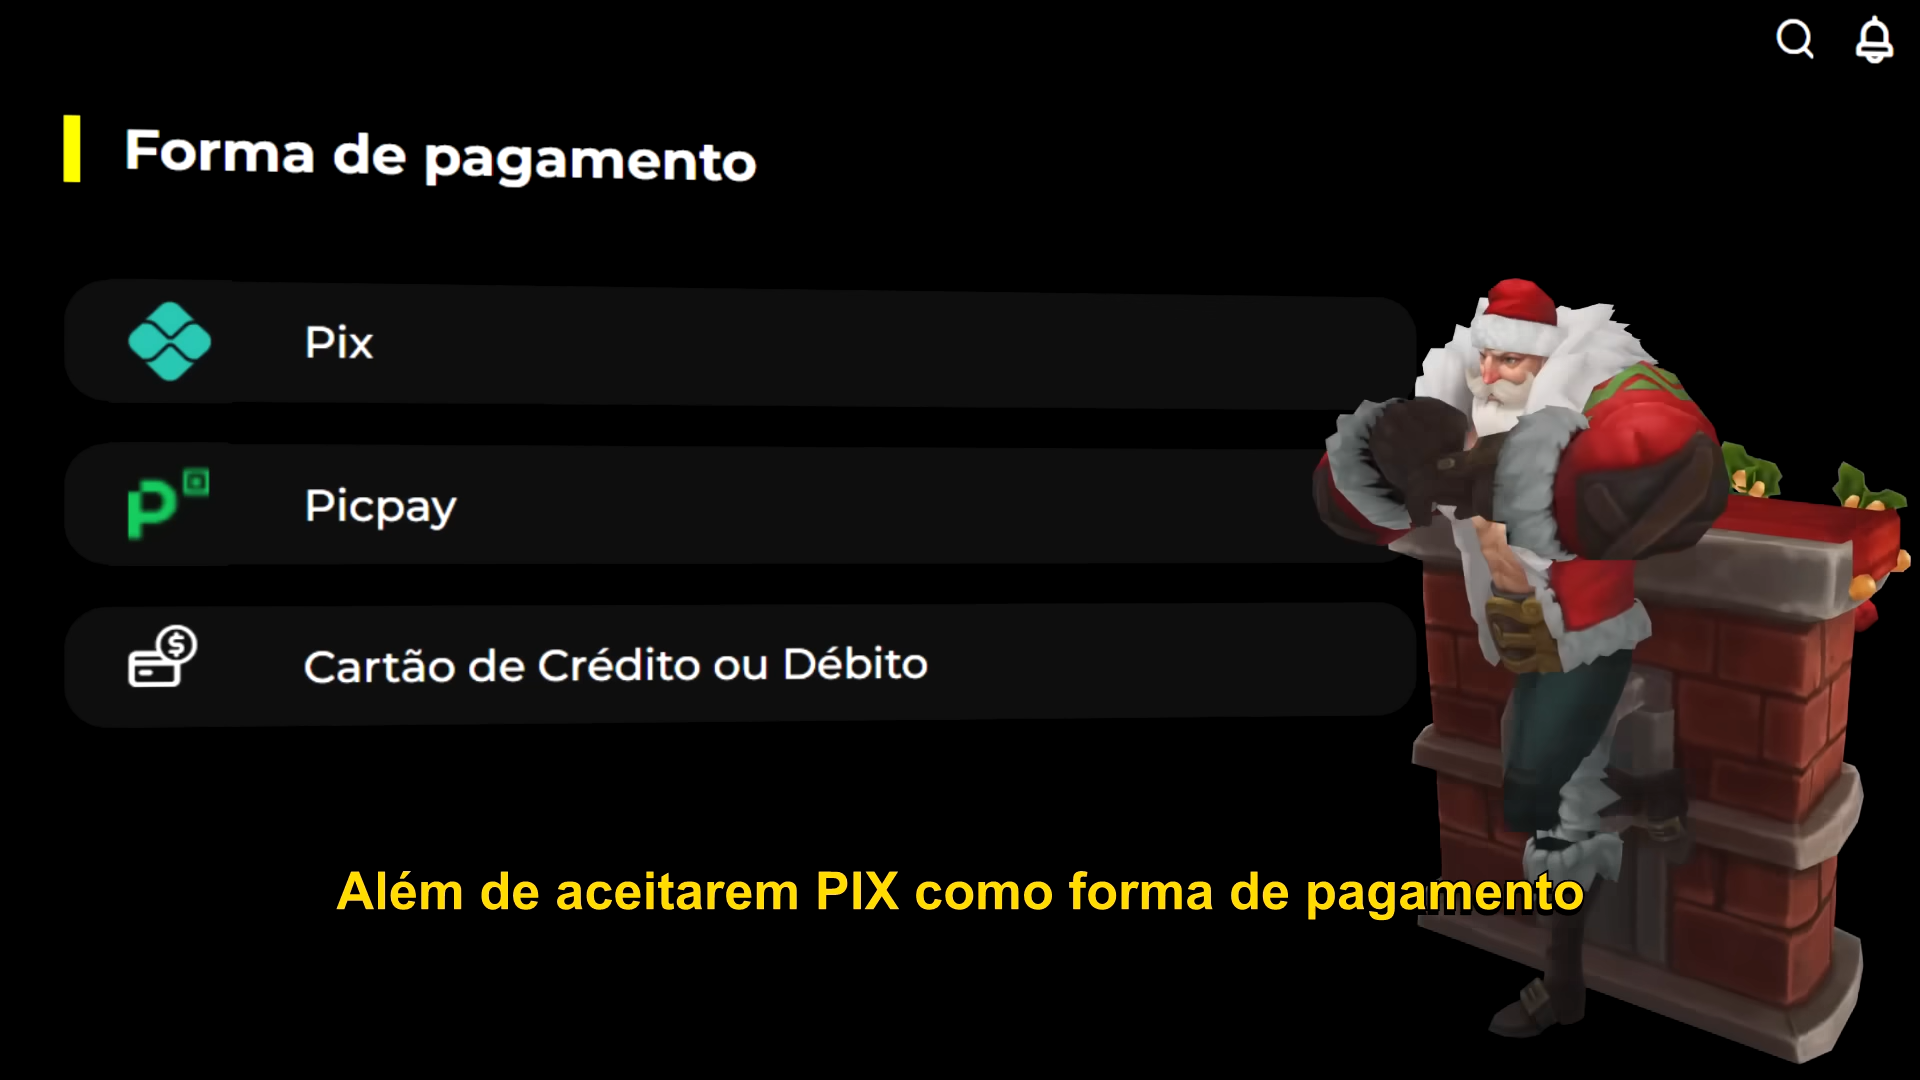 Forma de pagamento
Pix
Picpay
Cartão de Crédito ou Débito
Além de aceitarem PIX como forma de pagamento